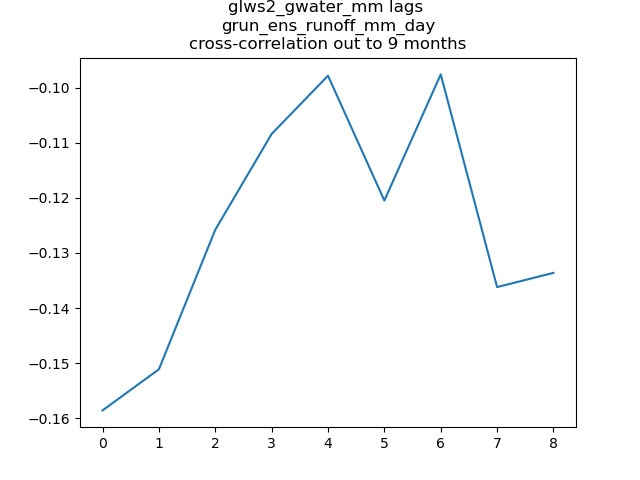 glws2_gwater_mm lags
grun_ens_runoff_mm_day
cross-correlation out to 9 months
−0.10
−0.11
−0.12
−0.13
−0.14
−0.15
−0.16
0 1 2 3 4 5 6 7 8